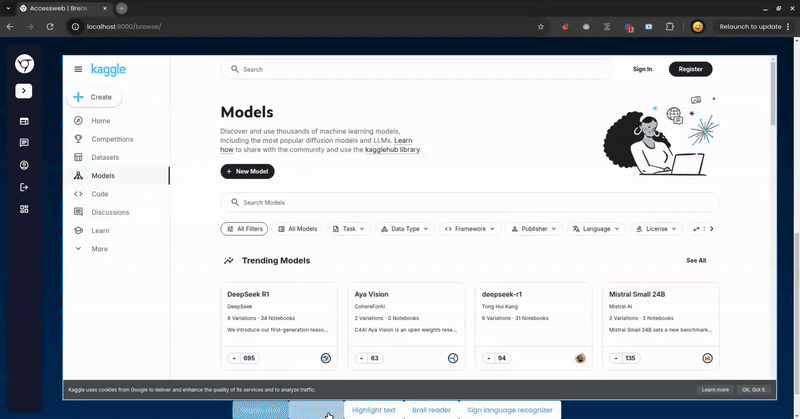 Accessweb | Break
localhost:8000/browse/
Relaunch to update
kaggle
Search
Sign In
Register
Create
Home
Competitions
Datasets
Models
Code
Discussions
Learn
More
Models
Discover and use thousands of machine learning models,
including the most popular diffusion models and LLMs. Learn
how to share with the community and use the kagglehub library.
New Model
Search Models
All Filters
All Models
Task
Data Type
Framework
Publisher
Language
License
Trending Models
See All
DeepSeek R1
DeepSeek
8 Variations · 34 Notebooks
We introduce our first-generation reaso...
695
Aya Vision
CohereForAI
2 Variations · 0 Notebooks
C4AI Aya Vision is an open weights rese...
63
deepseek-r1
Tong Hui Kang
6 Variations · 31 Notebooks
94
Mistral Small 24B
Mistral AI
2 Variations · 3 Notebooks
Mistral Small 24B sets a new benchmark...
135
Kaggle uses cookies from Google to deliver and enhance the quality of its services and to analyze traffic.
Learn more
OK, Got it.
Highlight text
Brail reader
Sign language recognizer